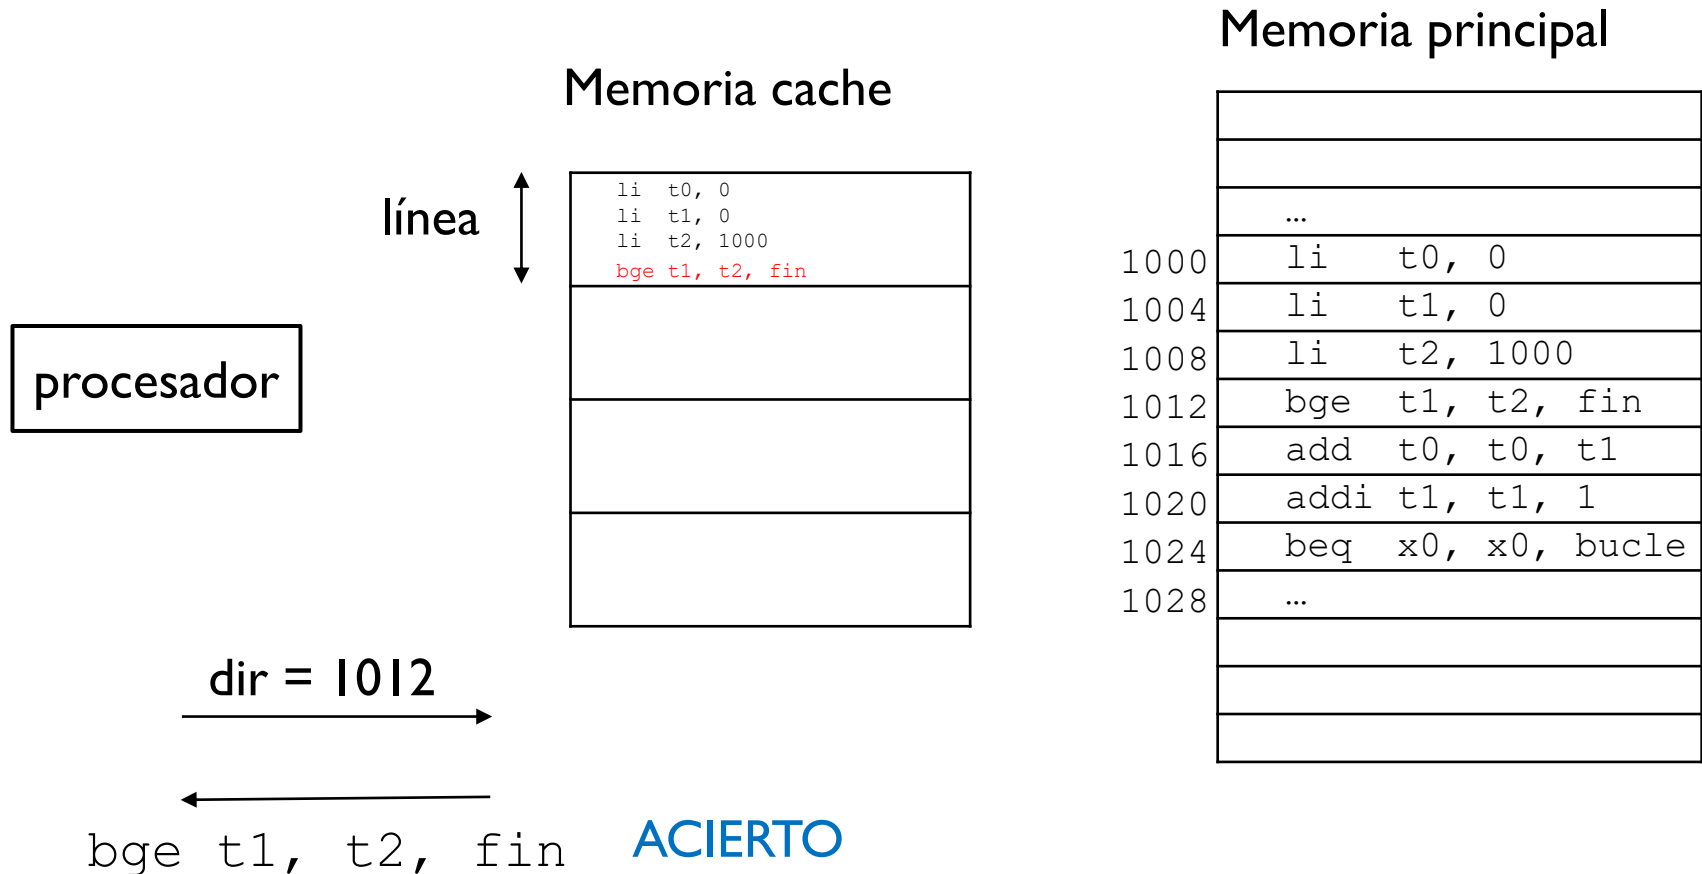 Memoria principal
Memoria cache
línea
li t0, 0
li t1, 0
li t2, 1000
bge t1, t2, fin
procesador
…
1000 li t0, 0
1004 li t1, 0
1008 li t2, 1000
1012 bge t1, t2, fin
1016 add t0, t0, t1
1020 addi t1, t1, 1
1024 beq x0, x0, bucle
1028 …
dir = 1012
bge t1, t2, fin
ACIERTO